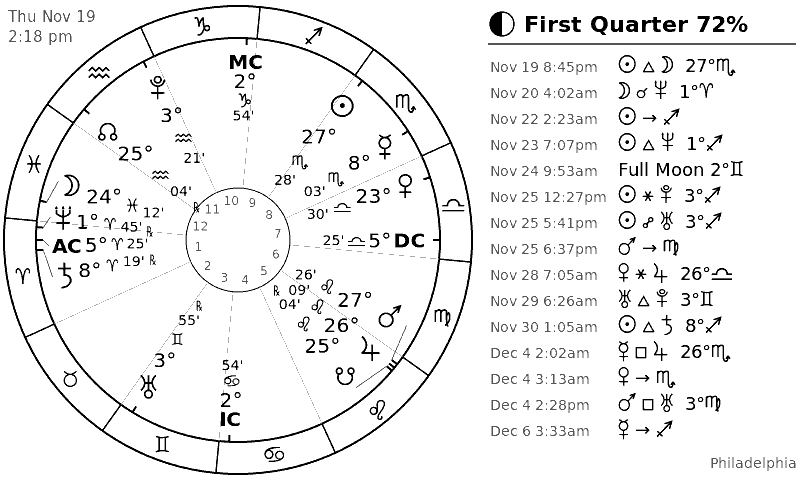 Thu Nov 19
2:18 pm
♑ ♐ ♏ ♎ ♍ ♌ ♋ ♊ ♉ ♈ ♓ ♒
MC 2° ♑ 54'
☉ 27° ♏ 28'
☿ 8° ♏ 03'
♀ 23° ♎ 30'
DC 5° ♎ 25'
♂ 27° ♌ 26'
♃ 26° ♌ 09'
☋ 25° ♌ 04' ℞
IC 2° ♋ 54'
♅ 3° ♊ 55' ℞
♄ 8° ♈ 19' ℞
AC 5° ♈ 25'
♆ 1° ♈ 45' ℞
☽ 24° ♓ 12'
☊ 25° ♒ 04' ℞
♇ 3° ♒ 21'
1 2 3 4 5 6 7 8 9 10 11 12
First Quarter 72%
Nov 19 8:45pm ☉ △ ☽ 27°♏
Nov 20 4:02am ☽ ☌ ♆ 1°♈
Nov 22 2:23am ☉ → ♐
Nov 23 7:07pm ☉ △ ♆ 1°♐
Nov 24 9:53am Full Moon 2°♊
Nov 25 12:27pm ☉ ⚹ ♇ 3°♐
Nov 25 5:41pm ☉ ☍ ♅ 3°♐
Nov 25 6:37pm ♂ → ♍
Nov 28 7:05am ♀ ⚹ ♃ 26°♎
Nov 29 6:26am ♅ △ ♇ 3°♊
Nov 30 1:05am ☉ △ ♄ 8°♐
Dec 4 2:02am ☿ □ ♃ 26°♏
Dec 4 3:13am ♀ → ♏
Dec 4 2:28pm ♂ □ ♅ 3°♍
Dec 6 3:33am ☿ → ♐
Philadelphia